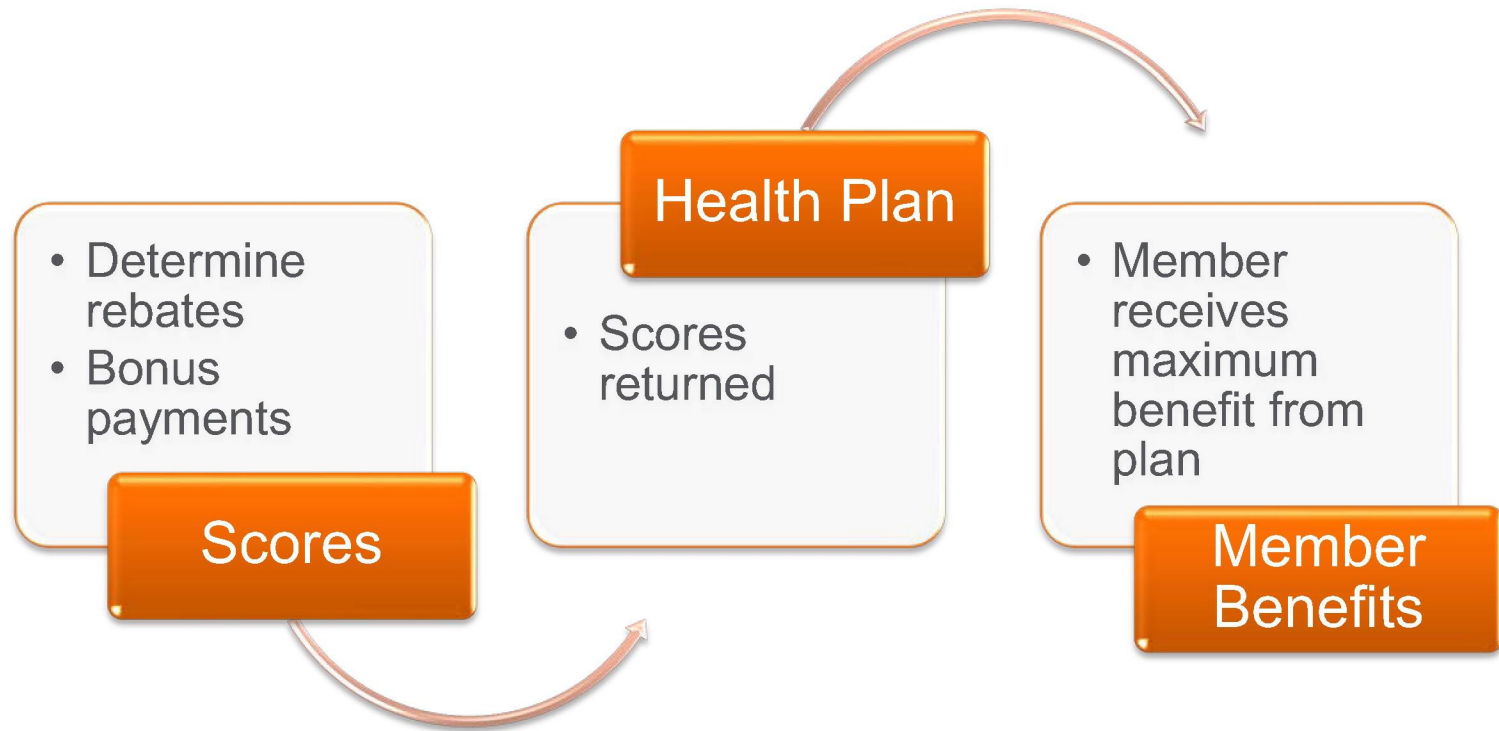 • Determine
rebates
• Bonus
payments
Scores
Health Plan
• Scores
returned
• Member
receives
maximum
benefit from
plan
Member
Benefits